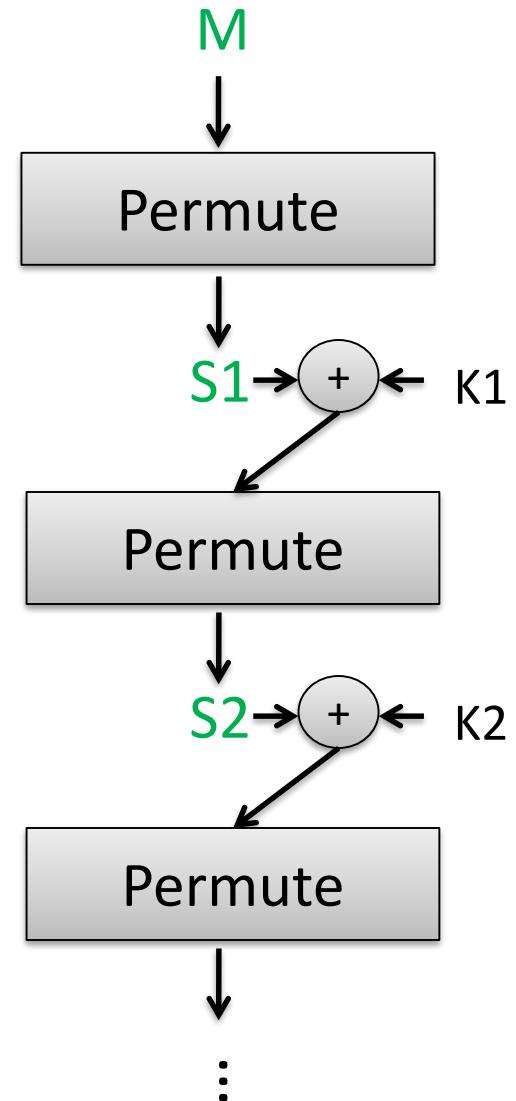 M
Permute
S1 + K1
Permute
S2 + K2
Permute
⋮